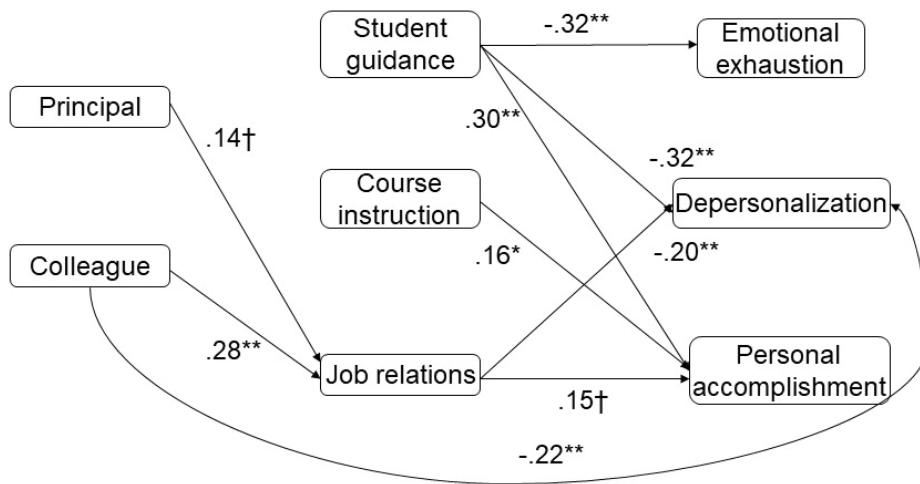 Student
guidance
-.32**
Emotional
exhaustion
Principal
.14†
.30**
-.32**
Course
instruction
Depersonalization
Colleague
.16*
-.20**
.28**
Job relations
Personal
accomplishment
.15†
-.22**